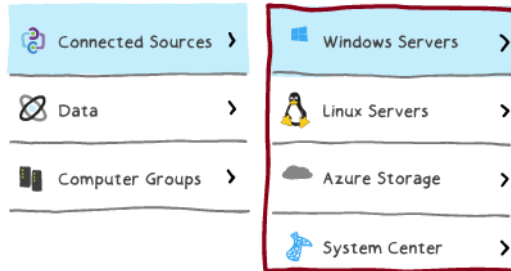 Connected Sources
Data
Computer Groups
Windows Servers
Linux Servers
Azure Storage
System Center